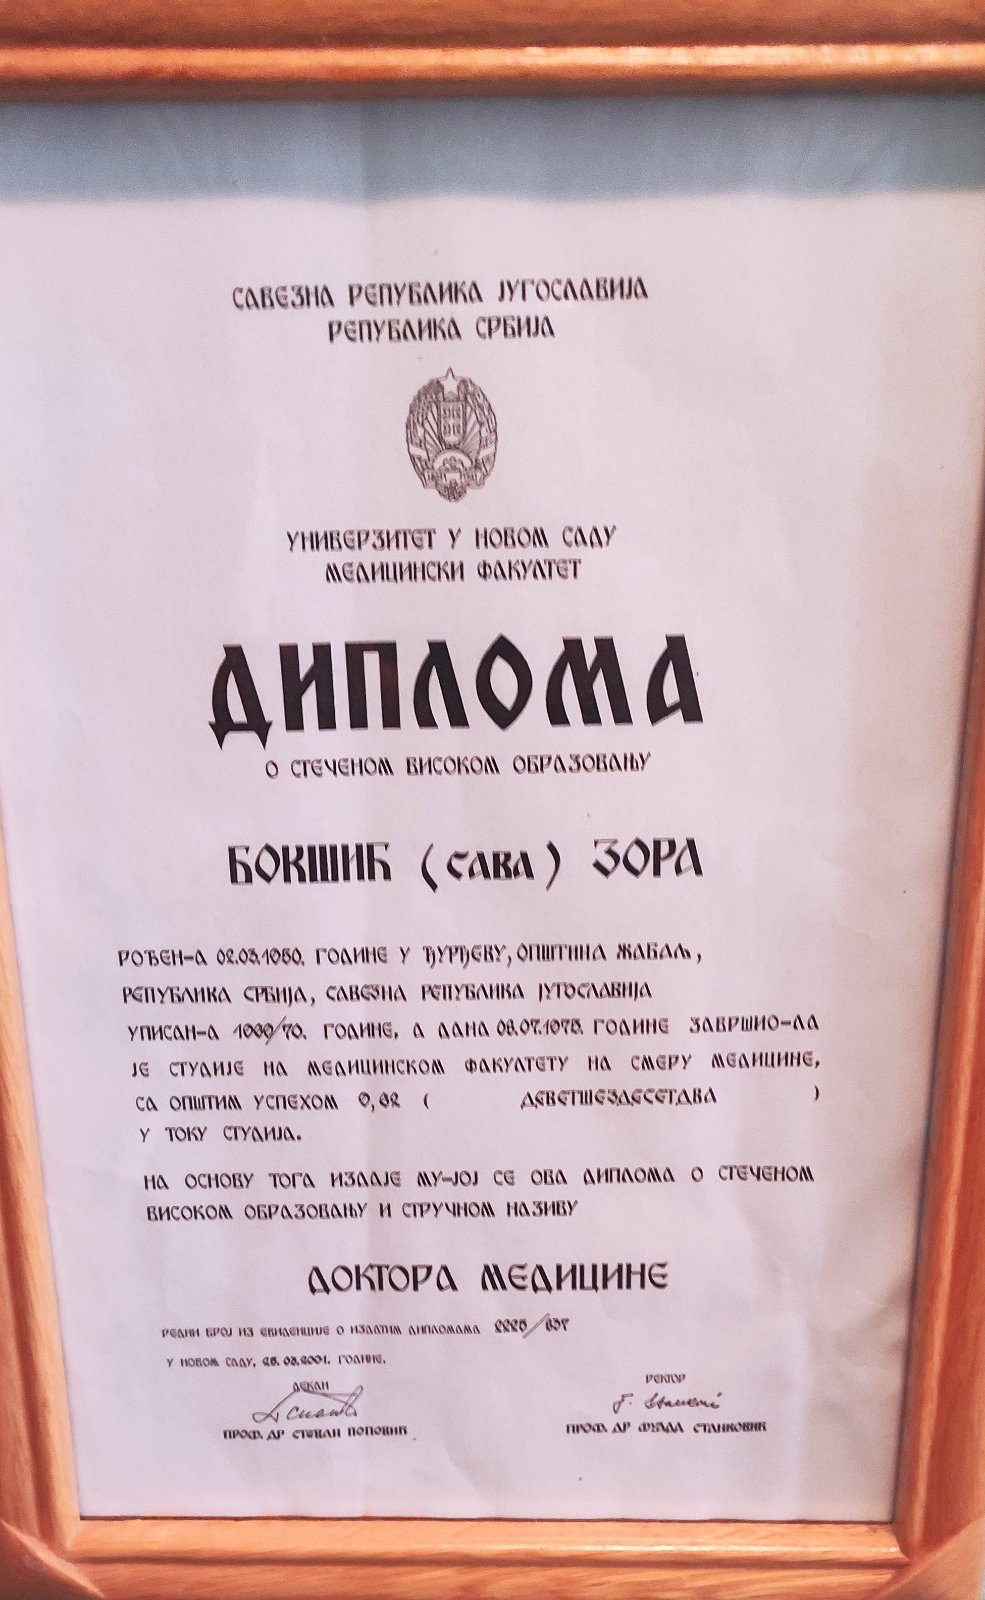 САВЕЗНА РЕПУБЛИКА ЈУГОСЛАВИЈА
РЕПУБЛИКА СРБИЈА
УНИВЕРЗИТЕТ У НОВОМ САДУ
МЕДИЦИНСКИ ФАКУЛТЕТ
ДИПЛОМА
О СТЕЧЕНОМ ВИСОКОМ ОБРАЗОВАЊУ
БОКШИЋ (САВА) ЗОРА
РОЂЕН-А 02.03.1950. ГОДИНЕ У ЂУРЂЕВУ, ОПШТИНА ЖАБАЉ,
РЕПУБЛИКА СРБИЈА, САВЕЗНА РЕПУБЛИКА ЈУГОСЛАВИЈА
УПИСАН-А 1969/70. ГОДИНЕ, А ДАНА 08.07.1975. ГОДИНЕ ЗАВРШИО-ЛА
ЈЕ СТУДИЈЕ НА МЕДИЦИНСКОМ ФАКУЛТЕТУ НА СМЕРУ МЕДИЦИНЕ,
СА ОПШТИМ УСПЕХОМ 9,62 ( ДЕВЕТШЕЗДЕСЕТДВА )
У ТОКУ СТУДИЈА.
НА ОСНОВУ ТОГА ИЗДАЈЕ МУ-ЈОЈ СЕ ОВА ДИПЛОМА О СТЕЧЕНОМ
ВИСОКОМ ОБРАЗОВАЊУ И СТРУЧНОМ НАЗИВУ
ДОКТОРА МЕДИЦИНЕ
РЕДНИ БРОЈ ИЗ ЕВИДЕНЦИЈЕ О ИЗДАТИМ ДИПЛОМАМА
У НОВОМ САДУ, 2001. ГОДИНЕ.
ДЕКАН
РЕКТОР
ПРОФ. ДР СТЕВАН ПОПОВИЋ
ПРОФ. ДР ФУАДА СТАНКОВИЋ